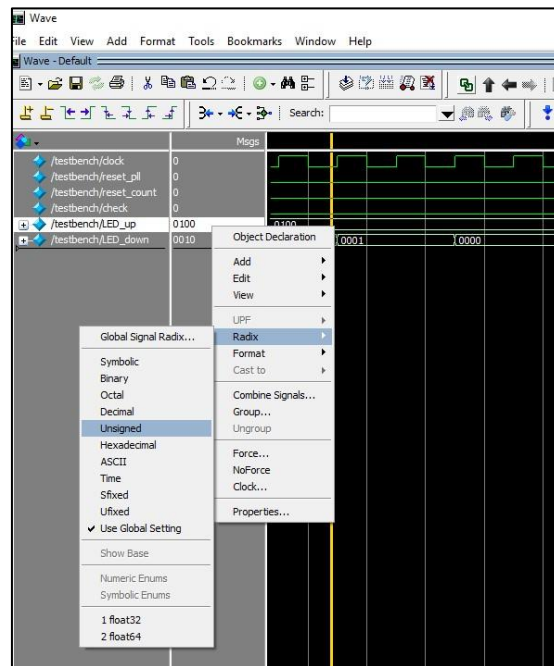 Wave
File Edit View Add Format Tools Bookmarks Window Help
Wave - Default
Search:
Msgs
/testbench/clock 0
/testbench/reset_pll 0
/testbench/reset_count 0
/testbench/check 0
/testbench/LED_up 0100 0100
/testbench/LED_down 0010 0001 0000
Object Declaration
Add
Edit
View
UPF
Radix
Format
Cast to
Combine Signals...
Group...
Ungroup
Force...
NoForce
Clock...
Properties...
Global Signal Radix...
Symbolic
Binary
Octal
Decimal
Unsigned
Hexadecimal
ASCII
Time
Sfixed
Ufixed
Use Global Setting
Show Base
Numeric Enums
Symbolic Enums
1 float32
2 float64